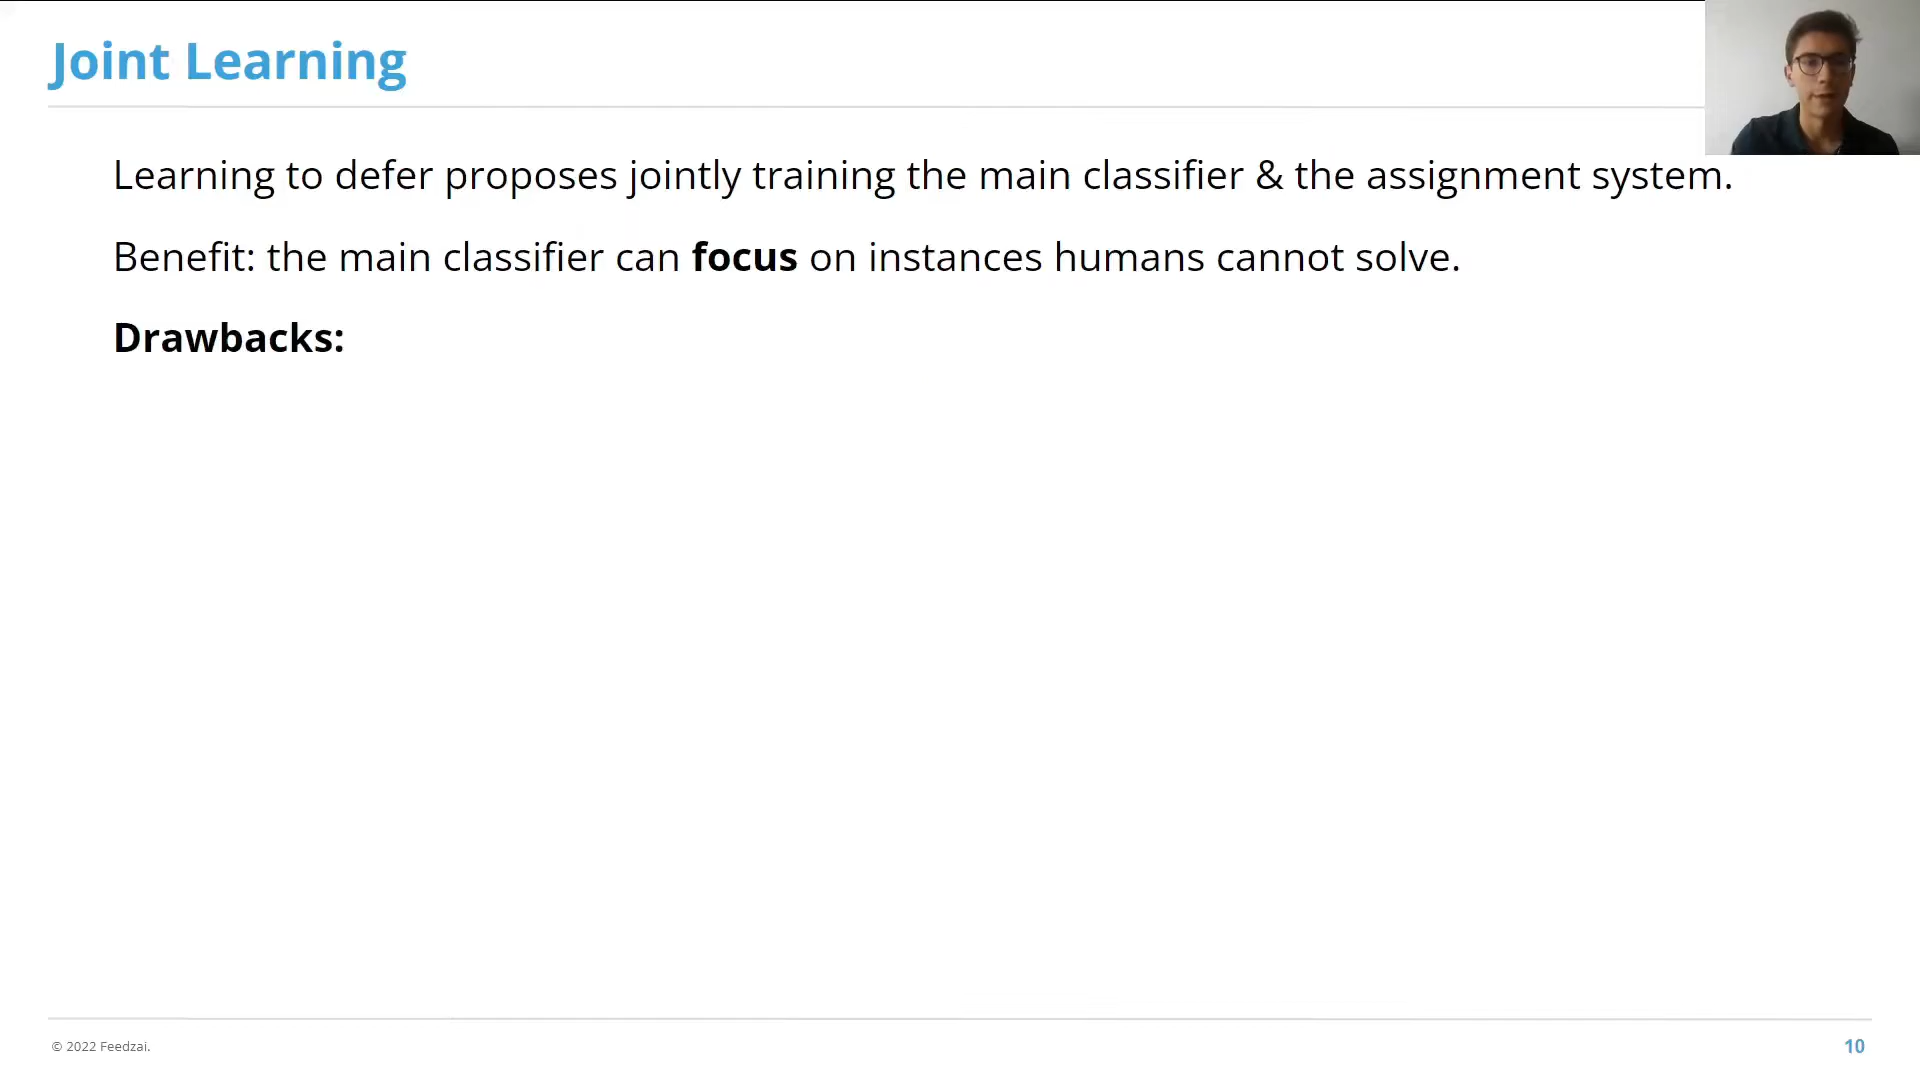 Joint Learning
Learning to defer proposes jointly training the main classifier & the assignment system.
Benefit: the main classifier can focus on instances humans cannot solve.
Drawbacks:
© 2022 Feedzai.
10